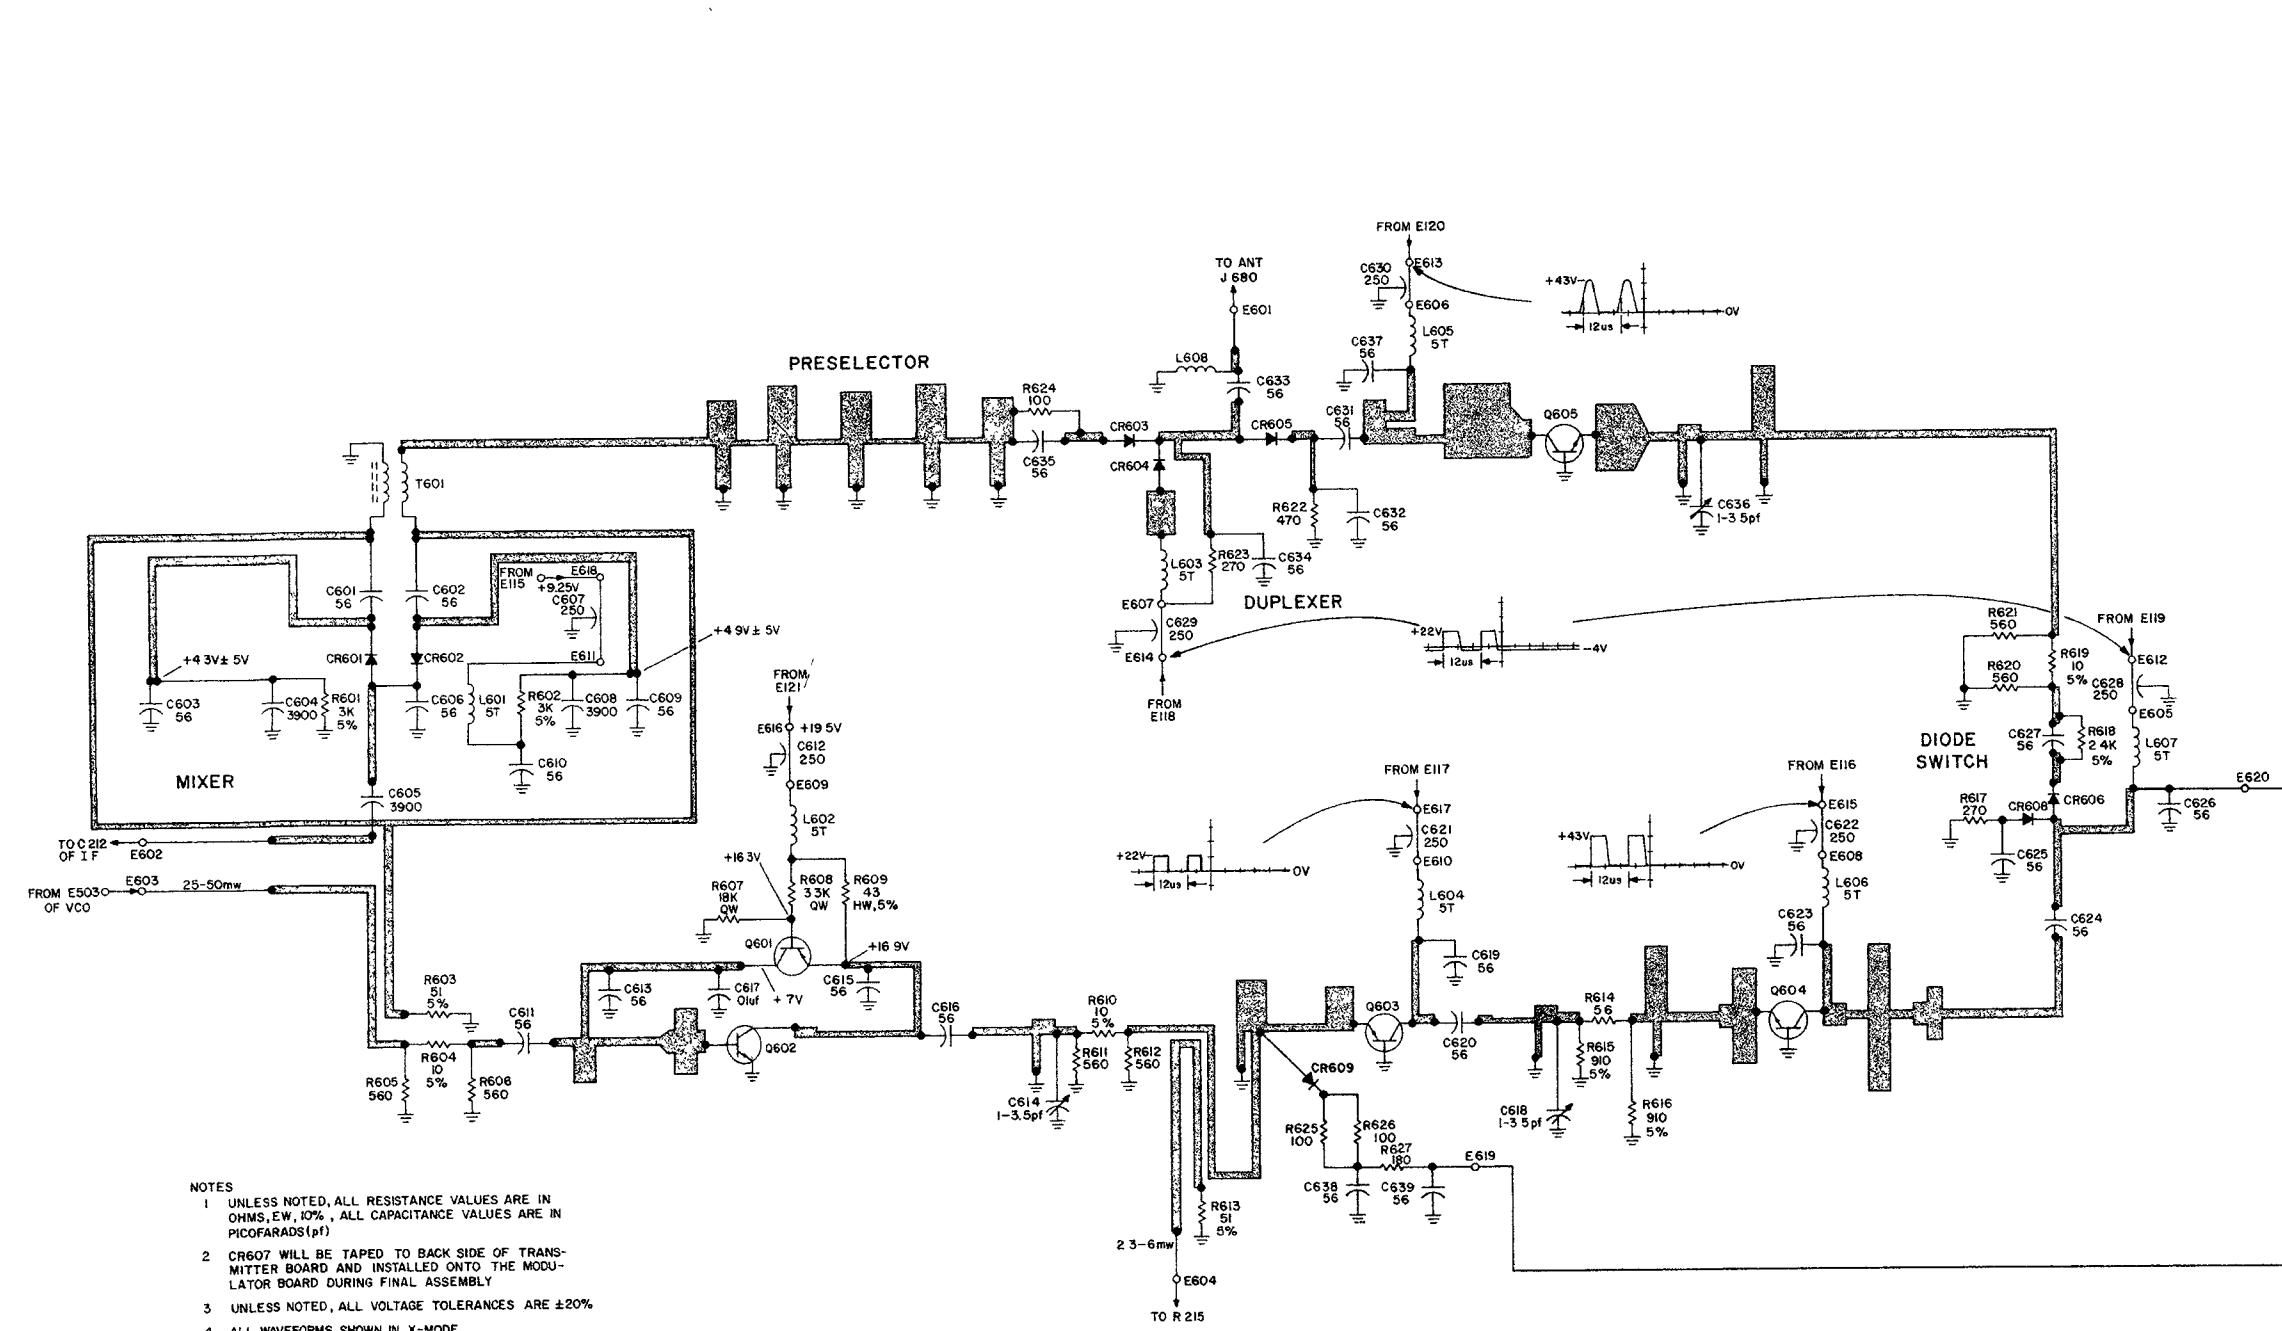 FROM E120
E613
C630
250
E606
L605
5T
C637
56
+43V
0V
12us
TO ANT
J 680
E601
L608
C633
56
PRESELECTOR
R624
100
C635
56
CR603
CR604
CR605
C631
56
Q605
R622
470
C632
56
C636
1-3 5pf
T601
L603
5T
R623
270
C634
56
E607
DUPLEXER
C629
250
E614
FROM
E118
+22V
12us
-4V
FROM
E115
E618
+9.25V
C607
250
E611
C601
56
C602
56
CR601
CR602
+4 3V± 5V
+4 9V± 5V
C603
56
C604
3900
R601
3K
5%
C606
56
L601
5T
R602
3K
5%
C608
3900
C609
56
C610
56
MIXER
C605
3900
TO C 212
OF I F
E602
FROM E503
OF VCO
E603
25-50mw
FROM
E121
E616
+19 5V
C612
250
E609
L602
5T
+16 3V
R607
18K
QW
R608
3 3K
QW
R609
43
HW,5%
Q601
+16 9V
C613
56
C617
01uf
+ 7V
C615
56
R603
51
5%
C611
56
R604
10
5%
R605
560
R606
560
Q602
C616
56
R610
10
5%
R611
560
R612
560
C614
1-3.5pf
FROM E117
E617
C621
250
E610
L604
5T
+22V
12us
0V
C619
56
Q603
C620
56
CR609
R625
100
R626
100
R627
180
E619
C638
56
C639
56
R613
51
5%
2 3-6mw
E604
TO R 215
FROM E116
E615
C622
250
E608
L606
5T
+43V
12us
0V
C623
56
R614
56
R615
910
5%
Q604
C618
1-3 5pf
R616
910
5%
R621
560
R620
560
R619
10
5%
FROM E119
E612
C628
250
E605
C627
56
R618
2 4K
5%
L607
5T
DIODE
SWITCH
E620
R617
270
CR608
CR606
C626
56
C625
56
C624
56
NOTES
1 UNLESS NOTED, ALL RESISTANCE VALUES ARE IN
OHMS, EW, 10% , ALL CAPACITANCE VALUES ARE IN
PICOFARADS (pf)
2 CR607 WILL BE TAPED TO BACK SIDE OF TRANS-
MITTER BOARD AND INSTALLED ONTO THE MODU-
LATOR BOARD DURING FINAL ASSEMBLY
3 UNLESS NOTED, ALL VOLTAGE TOLERANCES ARE ±20%
4 ALL WAVEFORMS SHOWN IN X-MODE